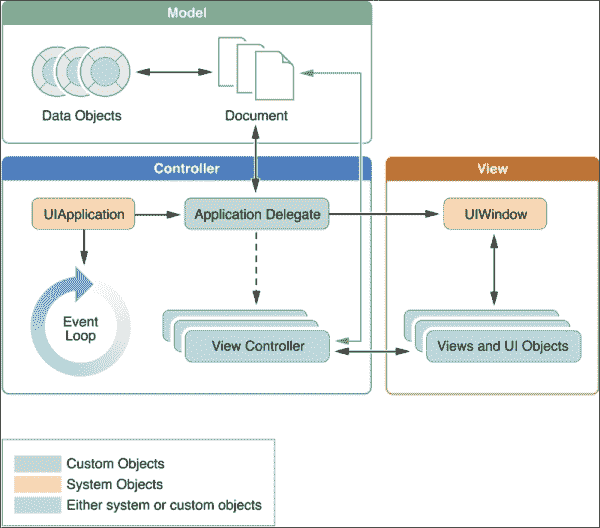 Model
Data Objects
Document
Controller
View
UIApplication
Application Delegate
UIWindow
Event
Loop
View Controller
Views and UI Objects
Custom Objects
System Objects
Either system or custom objects